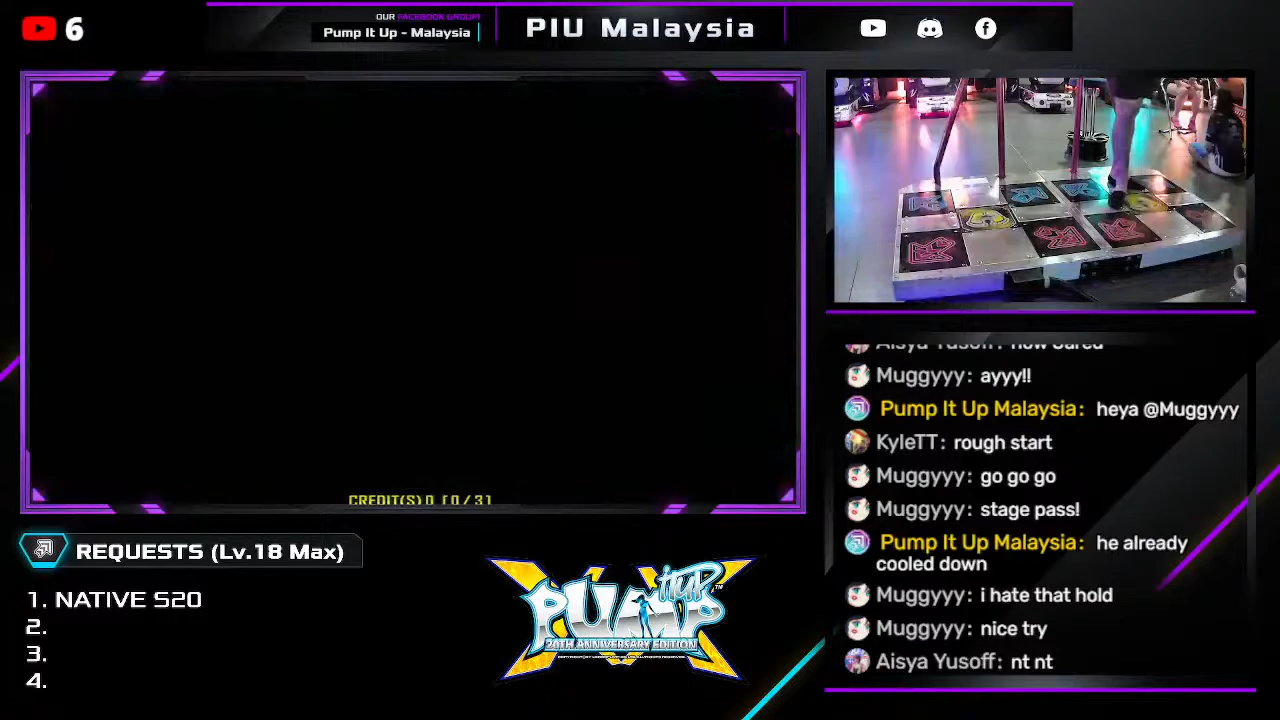 6
OUR FACEBOOK GROUP!
Pump It Up - Malaysia
PIU Malaysia
CREDIT(S) 0 [ 0 / 3 ]
Aisya Yusoff:
Muggyyy: ayyy!!
Pump It Up Malaysia: heya @Muggyyy
KyleTT: rough start
Muggyyy: go go go
Muggyyy: stage pass!
Pump It Up Malaysia: he already
cooled down
Muggyyy: i hate that hold
Muggyyy: nice try
Aisya Yusoff: nt nt
REQUESTS (Lv.18 Max)
1. NATIVE S20
2.
3.
4.
PUMP it UP
TM
20TH ANNIVERSARY EDITION